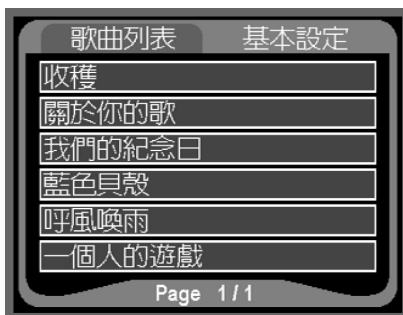 歌曲列表 基本設定
收穫
關於你的歌
我們的紀念日
藍色貝殼
呼風喚雨
一個人的遊戲
Page 1/1